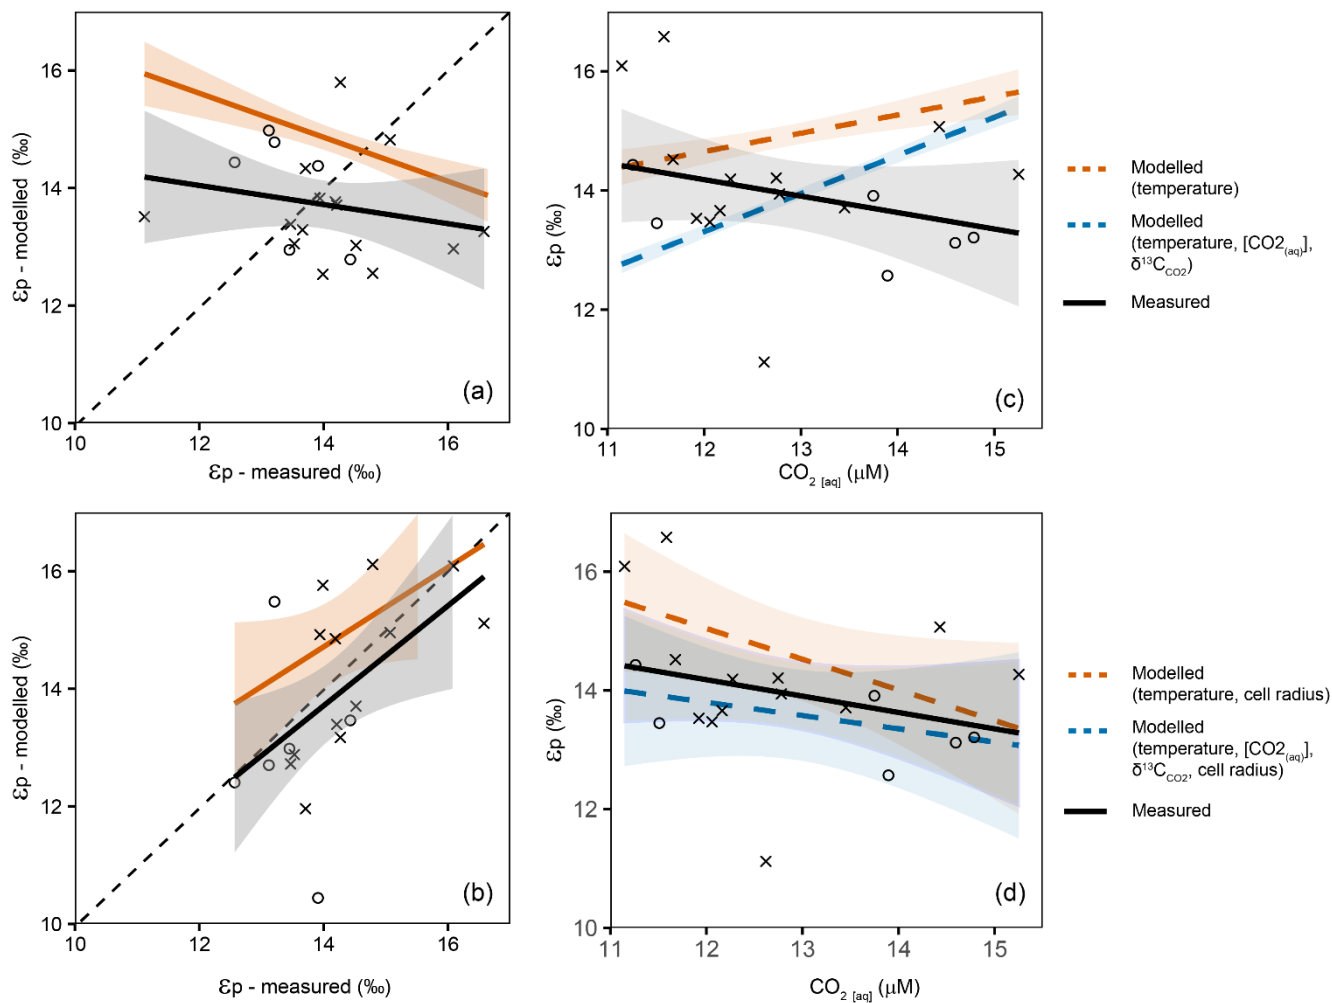 16
14
12
10
εp - modelled (‰)
(a)
10
12
14
16
εp - measured (‰)
16
14
12
10
εp (‰)
(c)
11
12
13
14
15
CO2 [aq] (μM)
Modelled
(temperature)
Modelled
(temperature, [CO2(aq)],
δ¹³CCO2)
Measured
16
14
12
10
εp - modelled (‰)
(b)
10
12
14
16
εp - measured (‰)
16
14
12
10
εp (‰)
(d)
11
12
13
14
15
CO2 [aq] (μM)
Modelled
(temperature, cell radius)
Modelled
(temperature, [CO2(aq)],
δ¹³CCO2, cell radius)
Measured